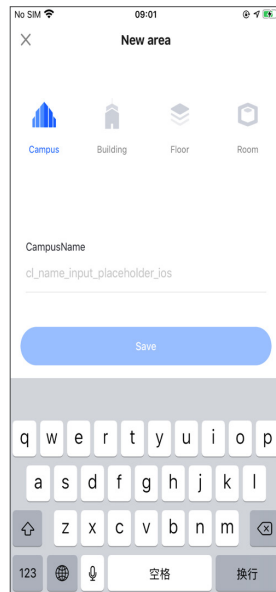 No SIM 09:01
New area
Campus Building Floor Room
CampusName
cl_name_input_placeholder_ios
Save
q w e r t y u i o p
a s d f g h j k l
z x c v b n m
123 空格 换行